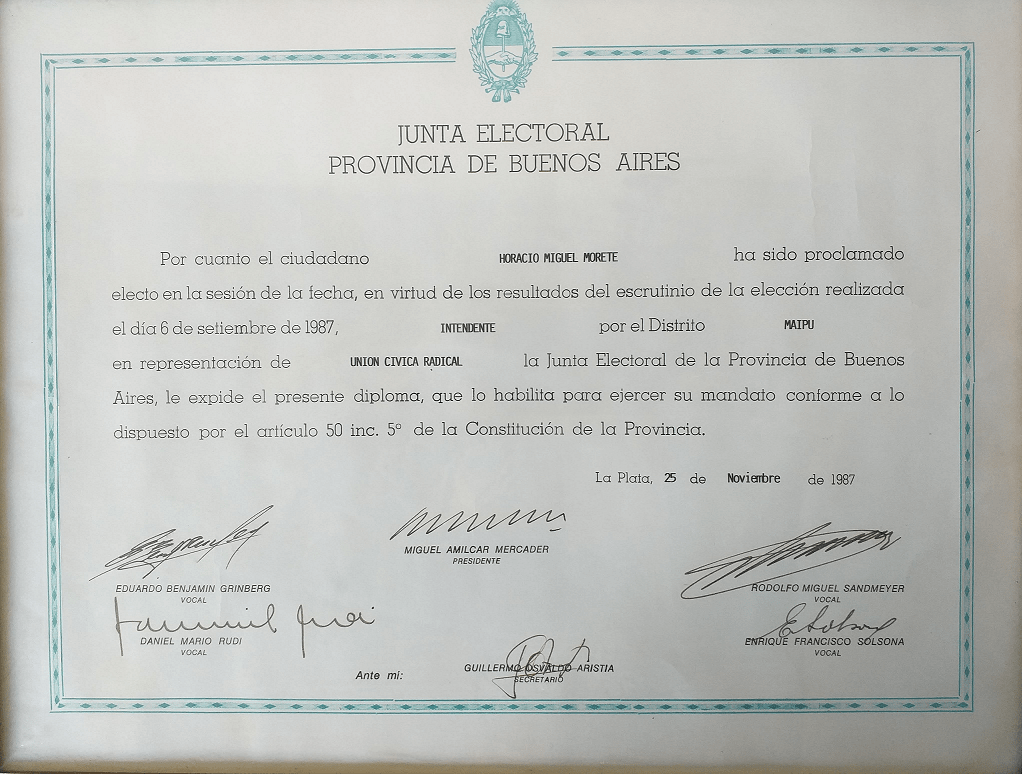 JUNTA ELECTORAL
PROVINCIA DE BUENOS AIRES
Por cuanto el ciudadano HORACIO MIGUEL MORETE ha sido proclamado
electo en la sesión de la fecha, en virtud de los resultados del escrutinio de la elección realizada
el día 6 de setiembre de 1987, INTENDENTE por el Distrito MAIPU
en representación de UNION CIVICA RADICAL la Junta Electoral de la Provincia de Buenos
Aires, le expide el presente diploma, que lo habilita para ejercer su mandato conforme a lo
dispuesto por el artículo 50 inc. 5º de la Constitución de la Provincia.
La Plata, 25 de Noviembre de 1987
MIGUEL AMILCAR MERCADER
PRESIDENTE
EDUARDO BENJAMIN GRINBERG
VOCAL
RODOLFO MIGUEL SANDMEYER
VOCAL
DANIEL MARIO RUDI
VOCAL
ENRIQUE FRANCISCO SOLSONA
VOCAL
Ante mi: GUILLERMO OSVALDO ARISTIA
SECRETARIO